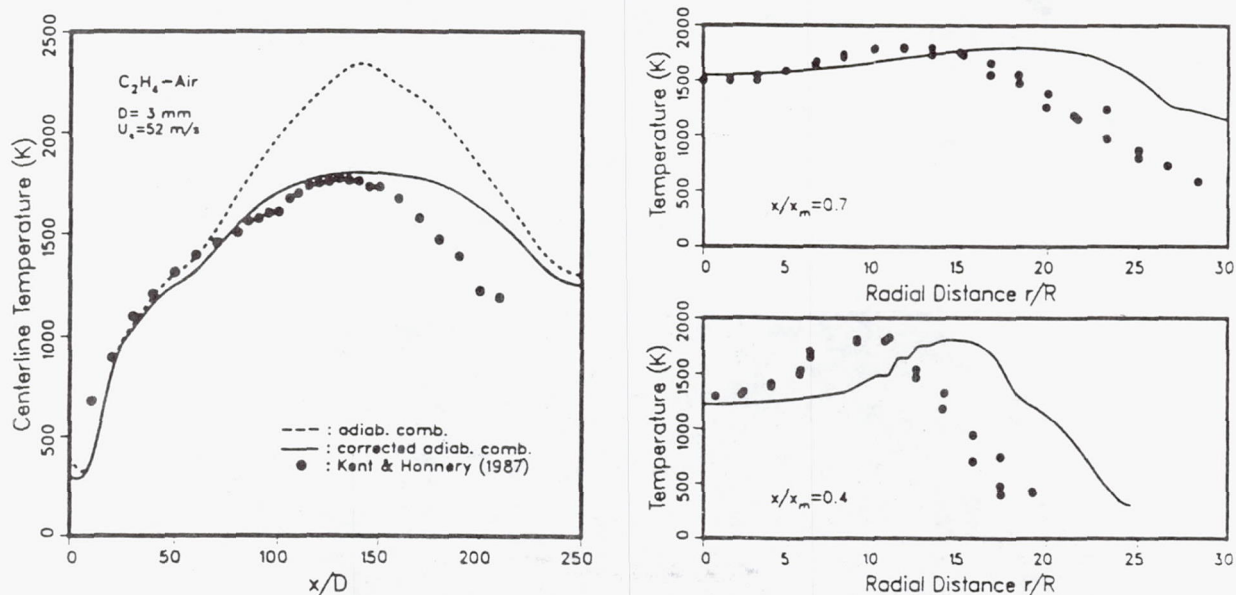 2500
2000
1500
1000
500
0
Centerline Temperature (K)
C₂H₄-Air
D= 3 mm
Uₑ=52 m/s
--- : adiab. comb.
— : corrected adiab. comb.
● : Kent & Honnery (1987)
0 50 100 150 200 250
x/D
2000
1500
1000
500
0
Temperature (K)
x/xₘ=0.7
0 5 10 15 20 25 30
Radial Distance r/R
2000
1500
1000
500
0
Temperature (K)
x/xₘ=0.4
0 5 10 15 20 25 30
Radial Distance r/R